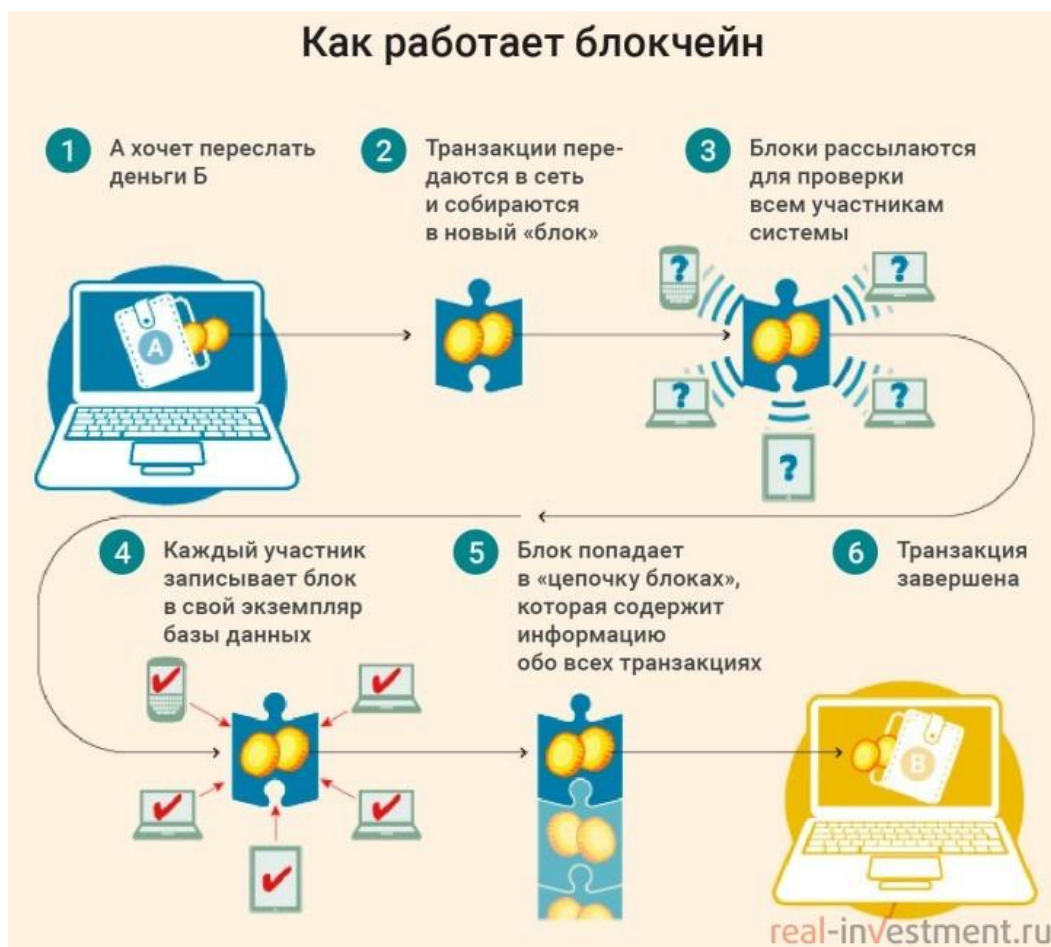 Как работает блокчейн
1
А хочет переслать
деньги Б
2
Транзакции пере-
даются в сеть
и собираются
в новый «блок»
3
Блоки рассылаются
для проверки
всем участникам
системы
?
?
A
?
?
?
4
Каждый участник
записывает блок
в свой экземпляр
базы данных
5
Блок попадает
в «цепочку блоках»,
которая содержит
информацию
обо всех транзакциях
6
Транзакция
завершена
B
real-investment.ru